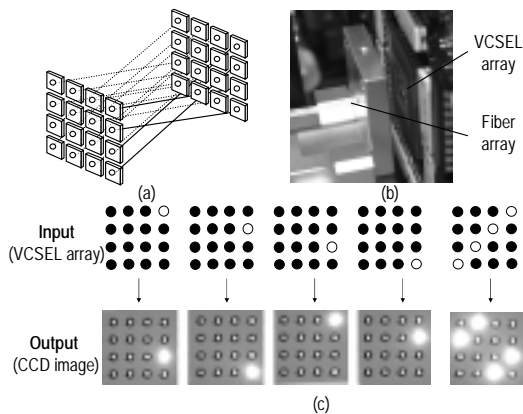 VCSEL
array
Fiber
array
(a)
(b)
Input
(VCSEL array)
Output
(CCD image)
(c)